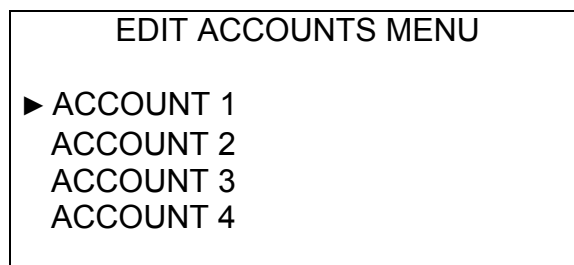 EDIT ACCOUNTS MENU
► ACCOUNT 1
ACCOUNT 2
ACCOUNT 3
ACCOUNT 4